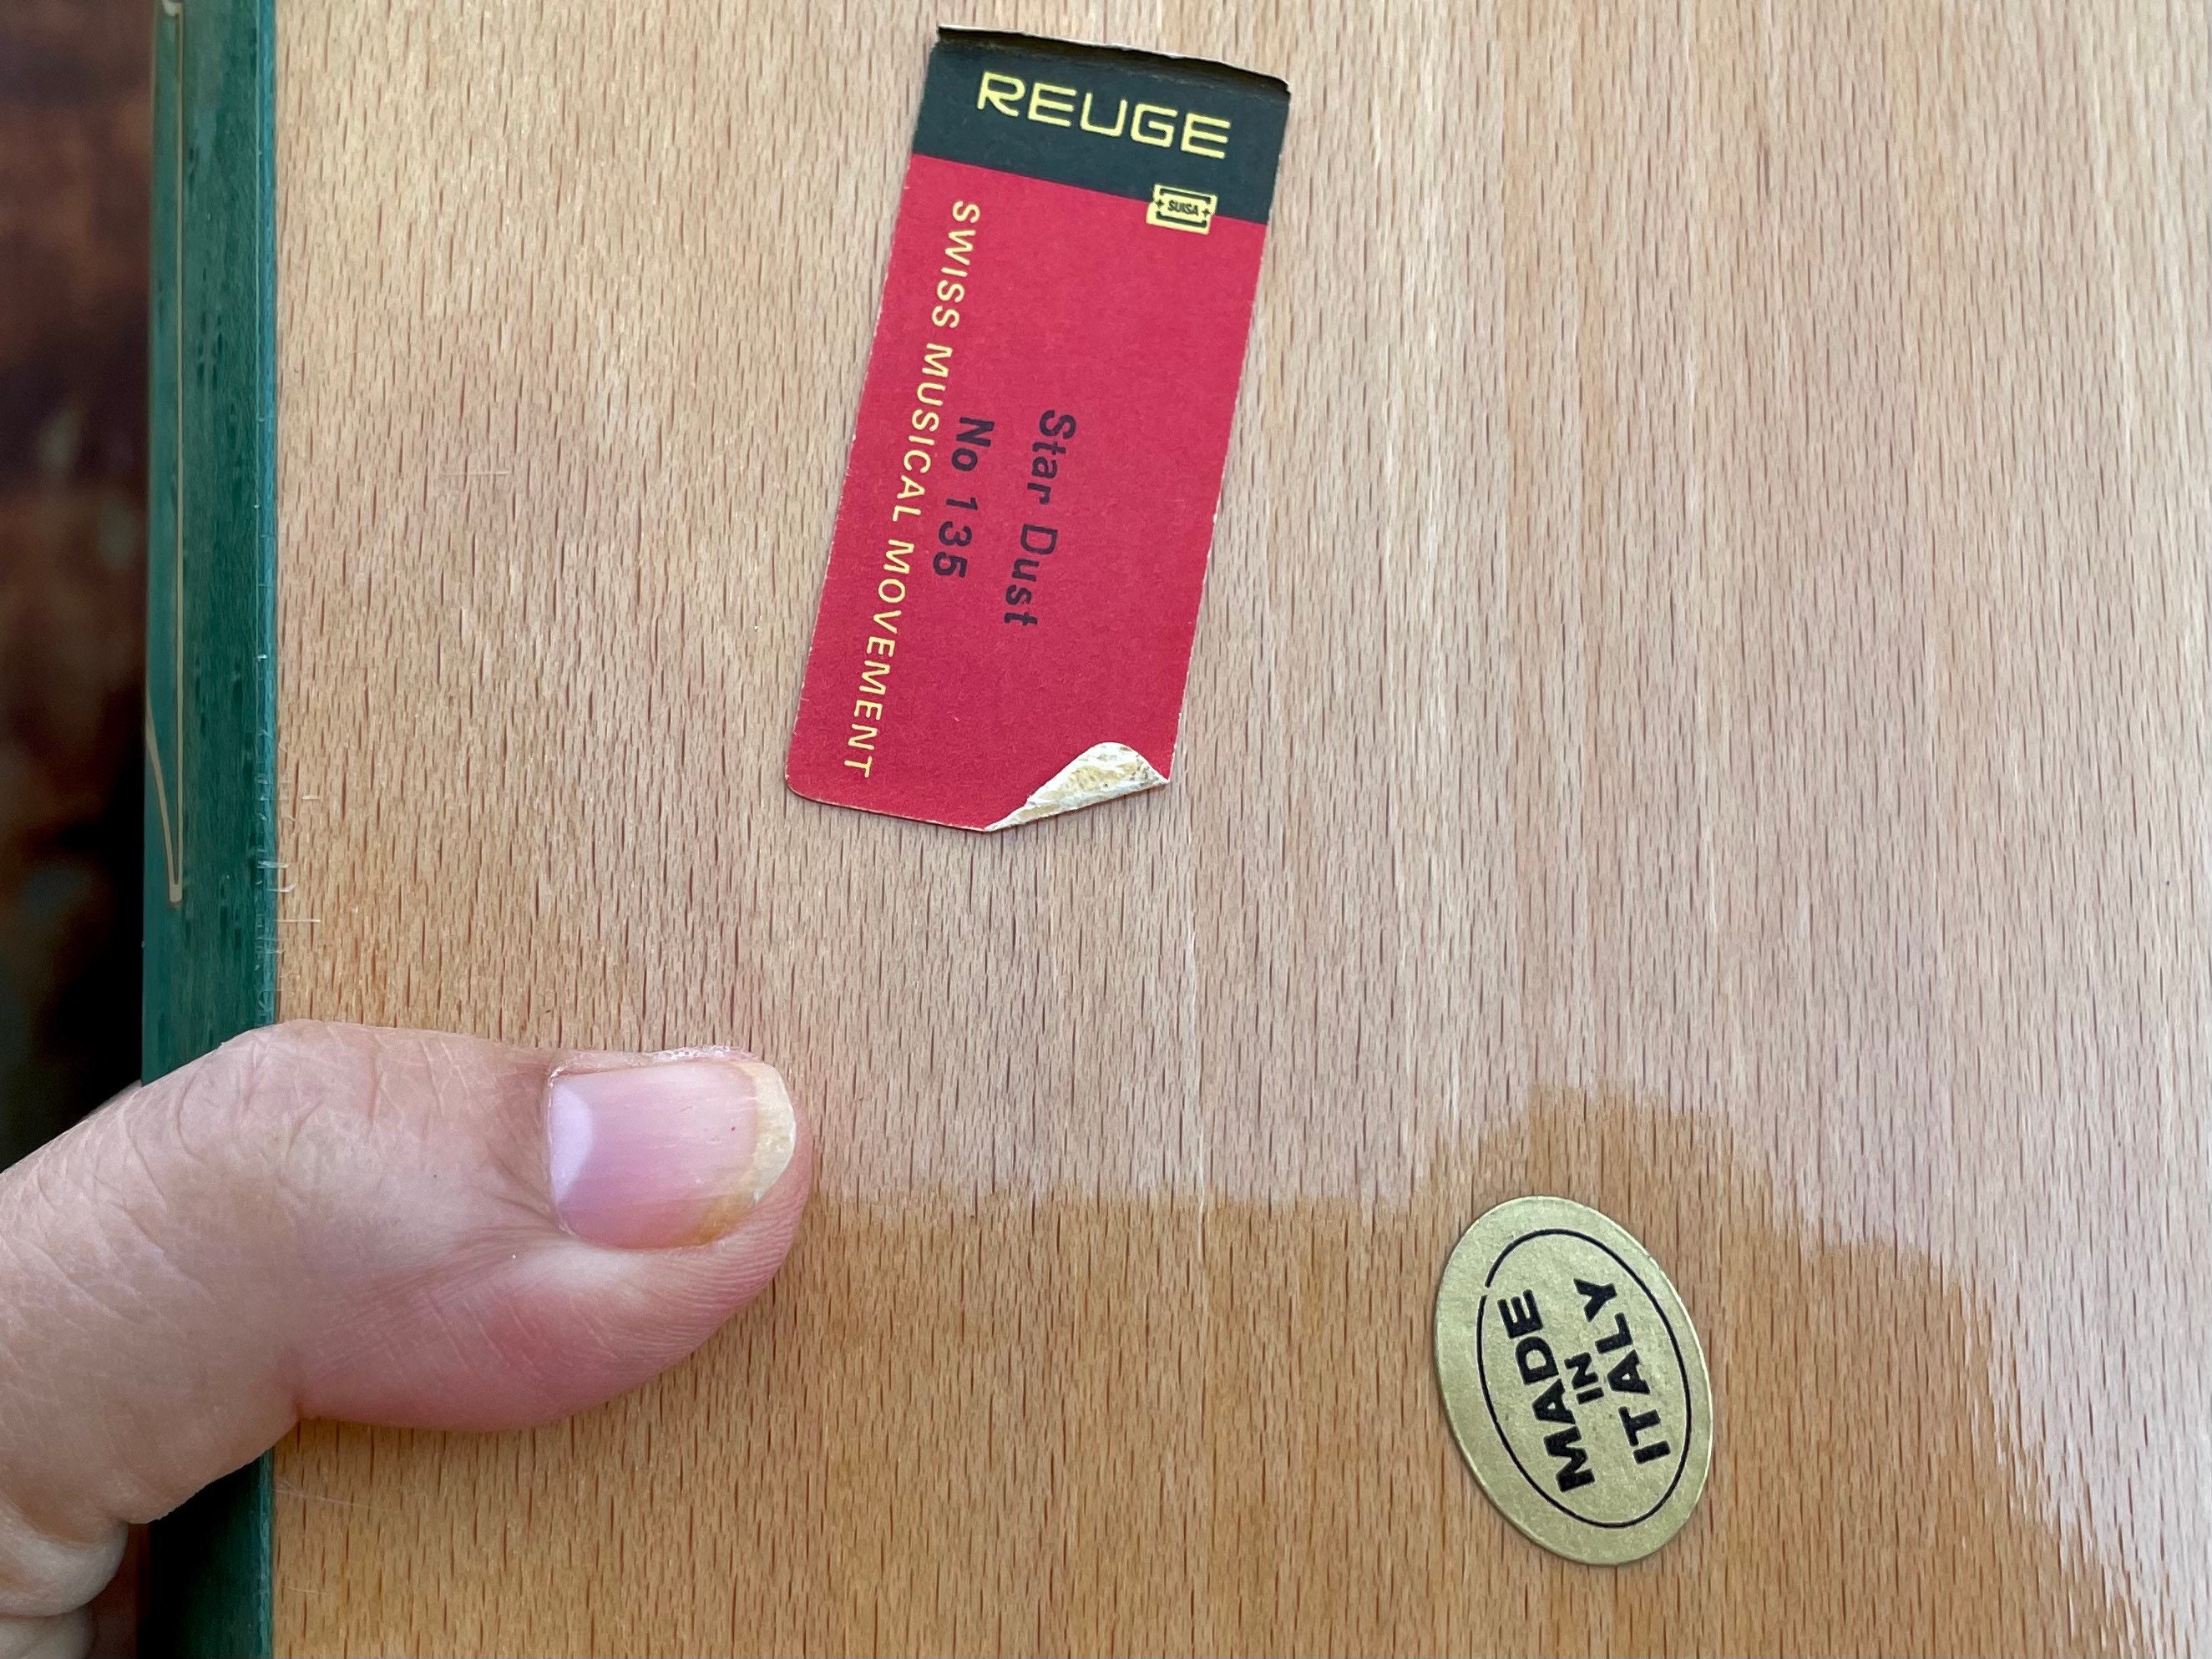 REUGE
SUISA
Star Dust
No 135
SWISS MUSICAL MOVEMENT
MADE
IN
ITALY